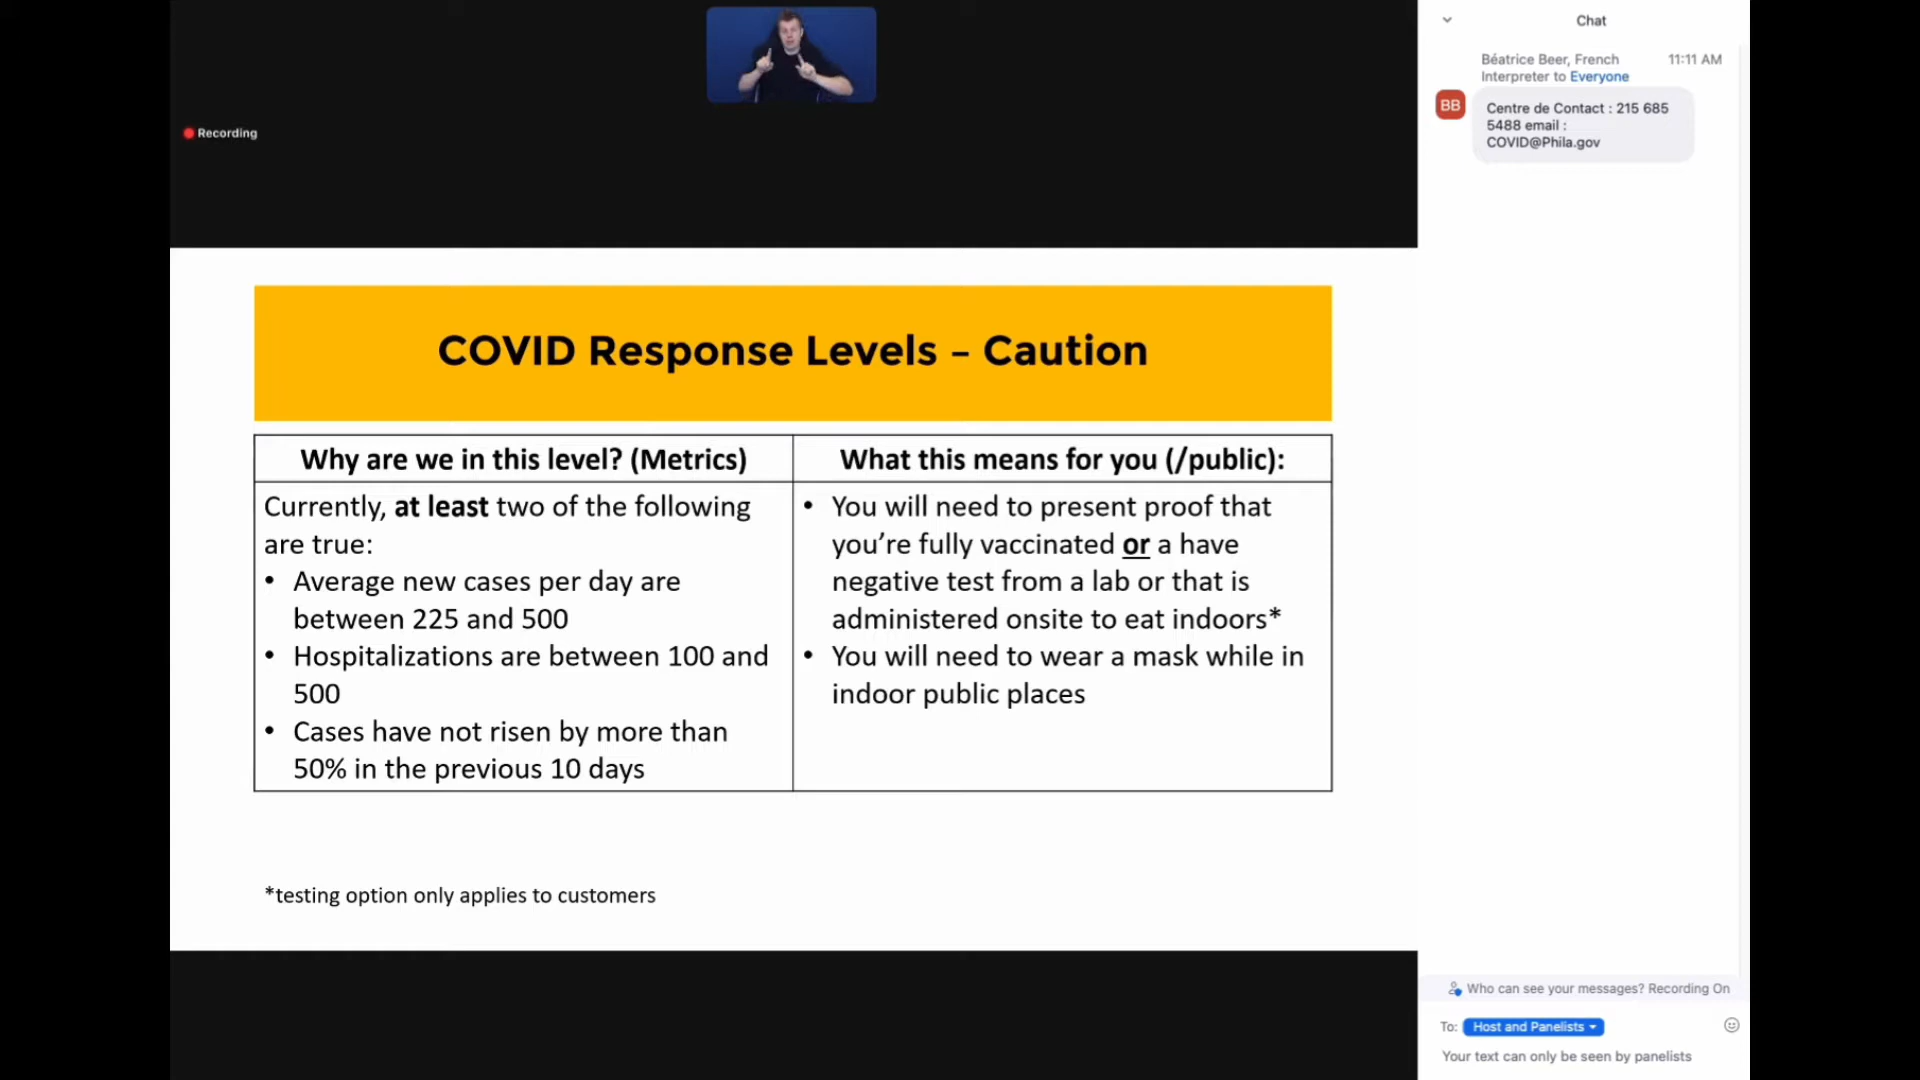 Recording
COVID Response Levels – Caution
Why are we in this level? (Metrics)
Currently, at least two of the following
are true:
• Average new cases per day are
between 225 and 500
• Hospitalizations are between 100 and
500
• Cases have not risen by more than
50% in the previous 10 days
What this means for you (/public):
• You will need to present proof that
you’re fully vaccinated or a have
negative test from a lab or that is
administered onsite to eat indoors*
• You will need to wear a mask while in
indoor public places
*testing option only applies to customers
Chat
Béatrice Beer, French
Interpreter to Everyone
11:11 AM
BB
Centre de Contact : 215 685
5488 email :
COVID@Phila.gov
Who can see your messages? Recording On
To: Host and Panelists
Your text can only be seen by panelists